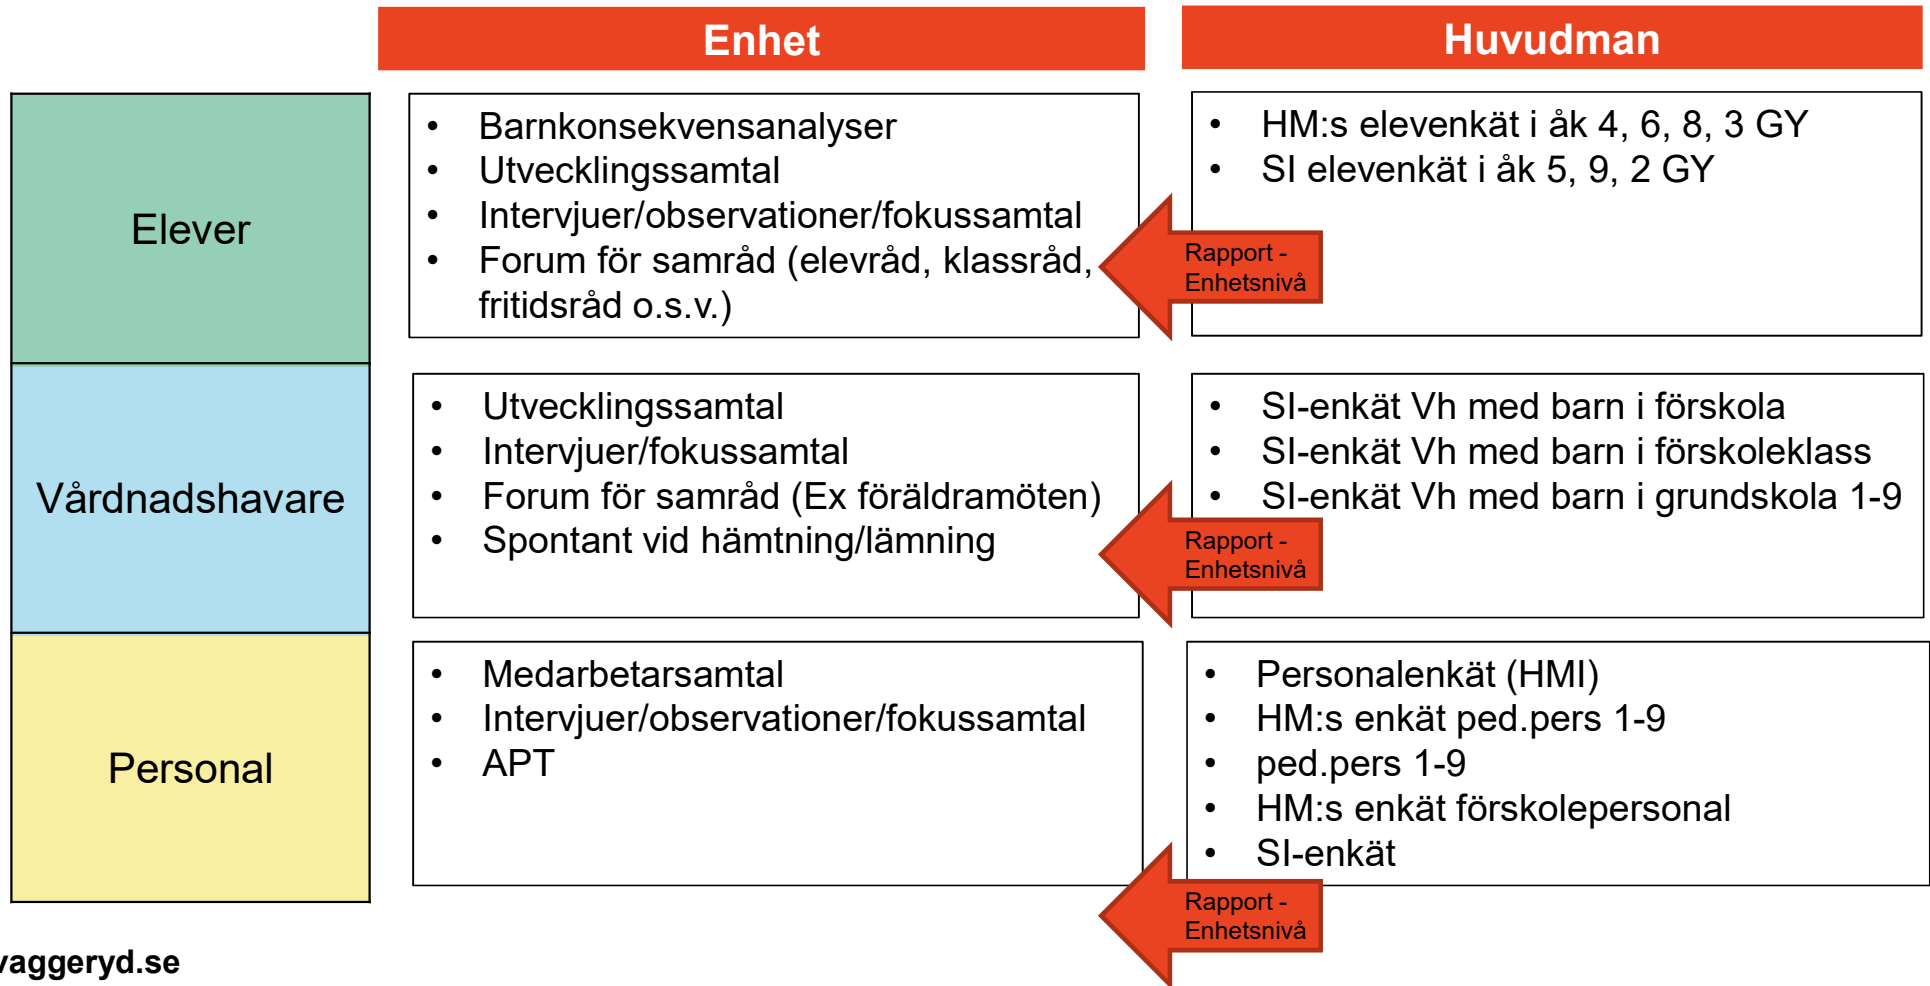 Enhet
Huvudman
Elever
• Barnkonsekvensanalyser
• Utvecklingssamtal
• Intervjuer/observationer/fokussamtal
• Forum för samråd (elevråd, klassråd,
fritidsråd o.s.v.)
Rapport -
Enhetsnivå
• HM:s elevenkät i åk 4, 6, 8, 3 GY
• SI elevenkät i åk 5, 9, 2 GY
Vårdnadshavare
• Utvecklingssamtal
• Intervjuer/fokussamtal
• Forum för samråd (Ex föräldramöten)
• Spontant vid hämtning/lämning
Rapport -
Enhetsnivå
• SI-enkät Vh med barn i förskola
• SI-enkät Vh med barn i förskoleklass
• SI-enkät Vh med barn i grundskola 1-9
Personal
• Medarbetarsamtal
• Intervjuer/observationer/fokussamtal
• APT
Rapport -
Enhetsnivå
• Personalenkät (HMI)
• HM:s enkät ped.pers 1-9
• ped.pers 1-9
• HM:s enkät förskolepersonal
• SI-enkät
vaggeryd.se